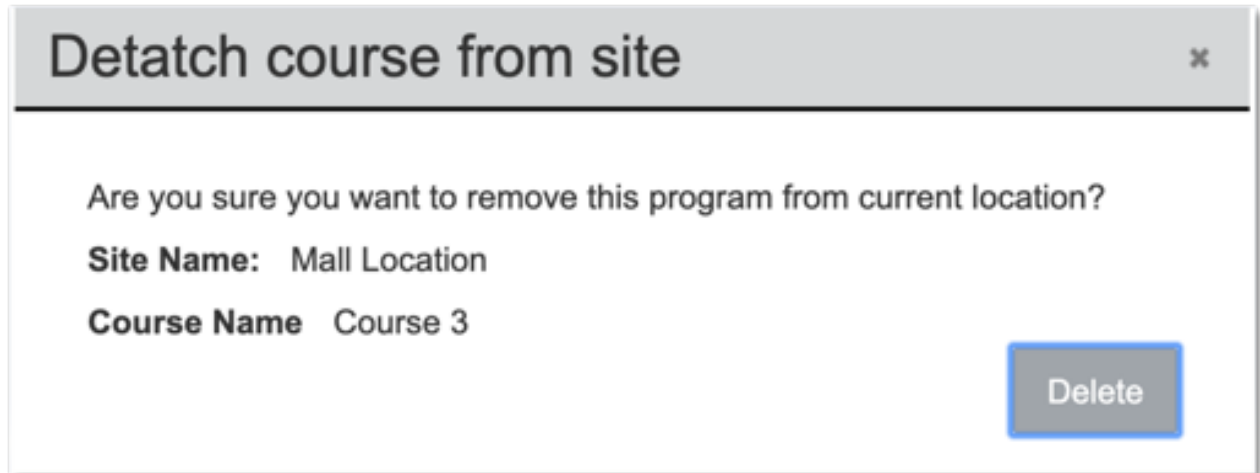 Detatch course from site
Are you sure you want to remove this program from current location?
Site Name: Mall Location
Course Name Course 3
Delete